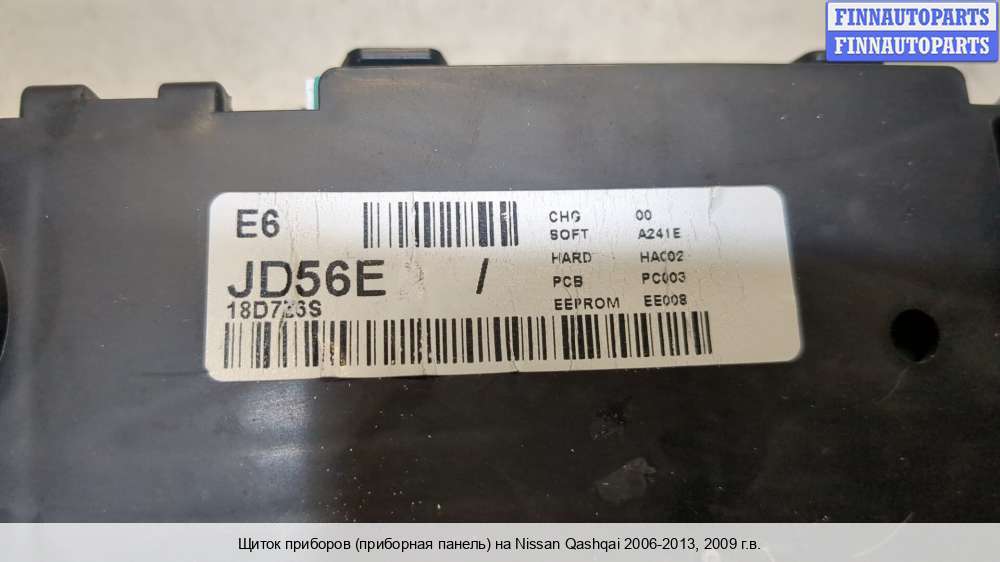 FINNAUTOPARTS
FINNAUTOPARTS
E6
JD56E /
18D7Z6S
CHG 00
SOFT A241E
HARD HA002
PCB PC003
EEPROM EE008
Щиток приборов (приборная панель) на Nissan Qashqai 2006-2013, 2009 г.в.